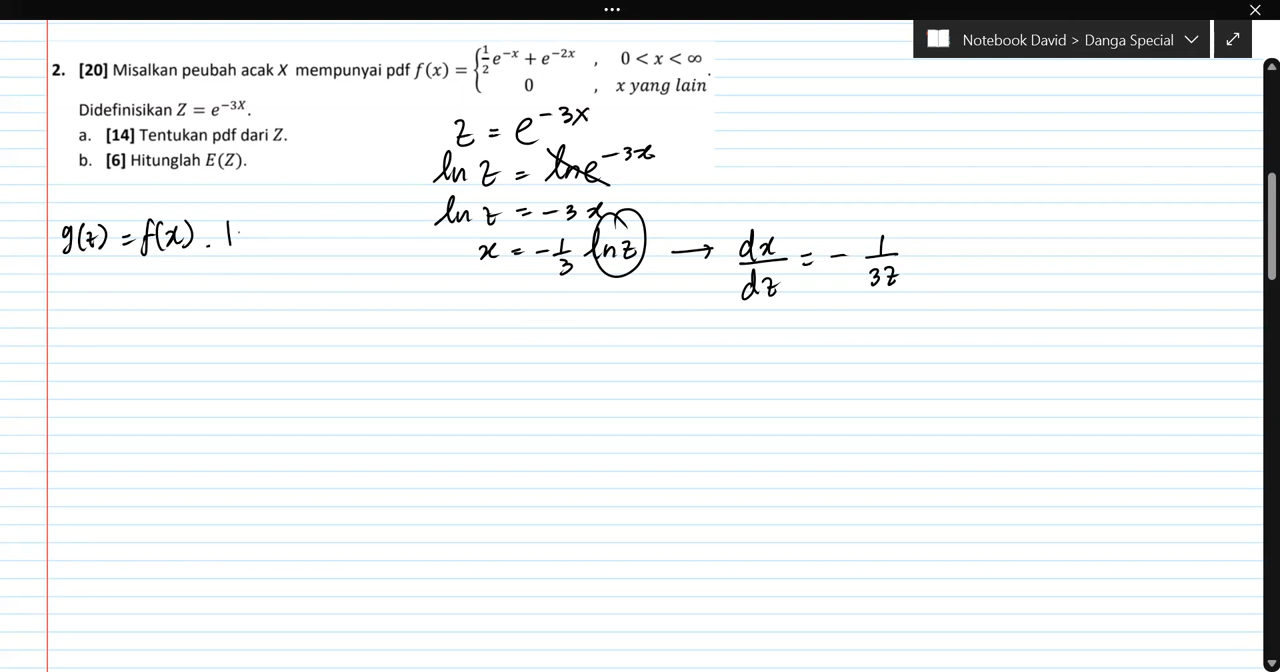 Notebook David > Danga Special
2. [20] Misalkan peubah acak X mempunyai pdf f(x) = { 1/2 e^{-x} + e^{-2x} , 0 < x < ∞
0 , x yang lain .
Didefinisikan Z = e^{-3X}.
a. [14] Tentukan pdf dari Z.
b. [6] Hitunglah E(Z).
z = e^{-3X}
ln z = ln e^{-3x}
ln z = -3x
x = -1/3 ln z → dx/dz = - 1/3z
g(z) = f(x) . |